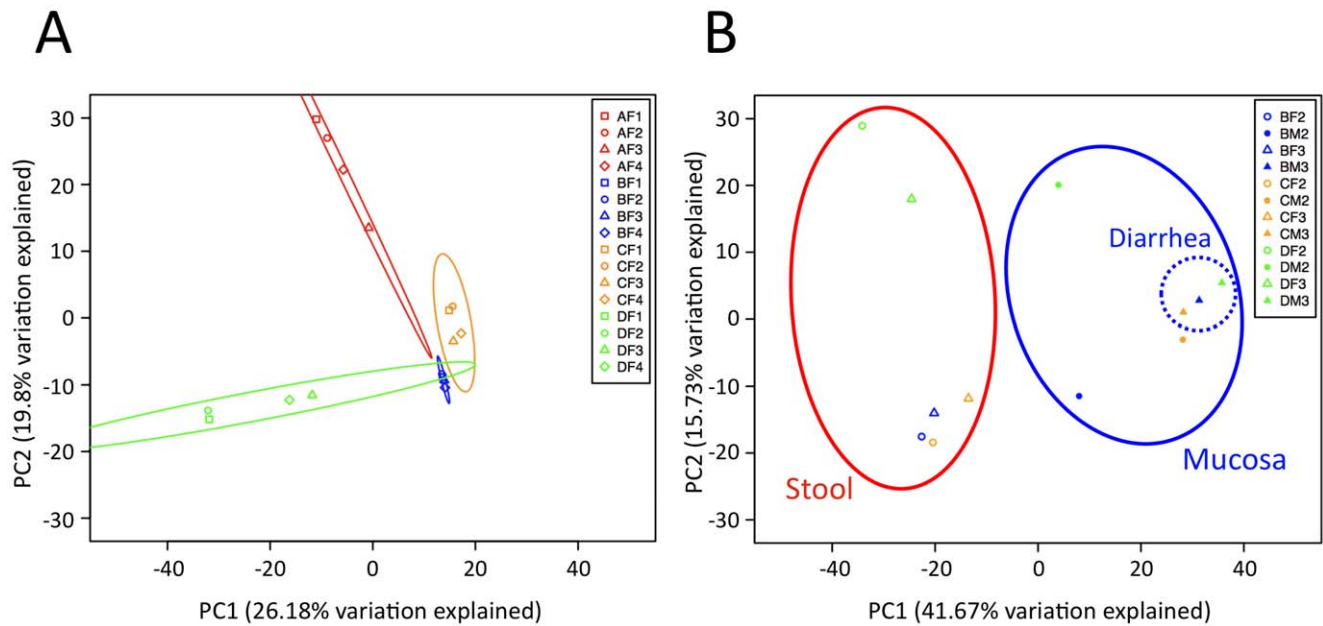 A
30
20
10
0
-10
-20
-30
-40
-20
0
20
40
PC1 (26.18% variation explained)
PC2 (19.8% variation explained)
AF1
AF2
AF3
AF4
BF1
BF2
BF3
BF4
CF1
CF2
CF3
CF4
DF1
DF2
DF3
DF4
B
30
20
10
0
-10
-20
-30
-40
-20
0
20
40
PC1 (41.67% variation explained)
PC2 (15.73% variation explained)
Diarrhea
Mucosa
Stool
BF2
BM2
BF3
BM3
CF2
CM2
CF3
CM3
DF2
DM2
DF3
DM3